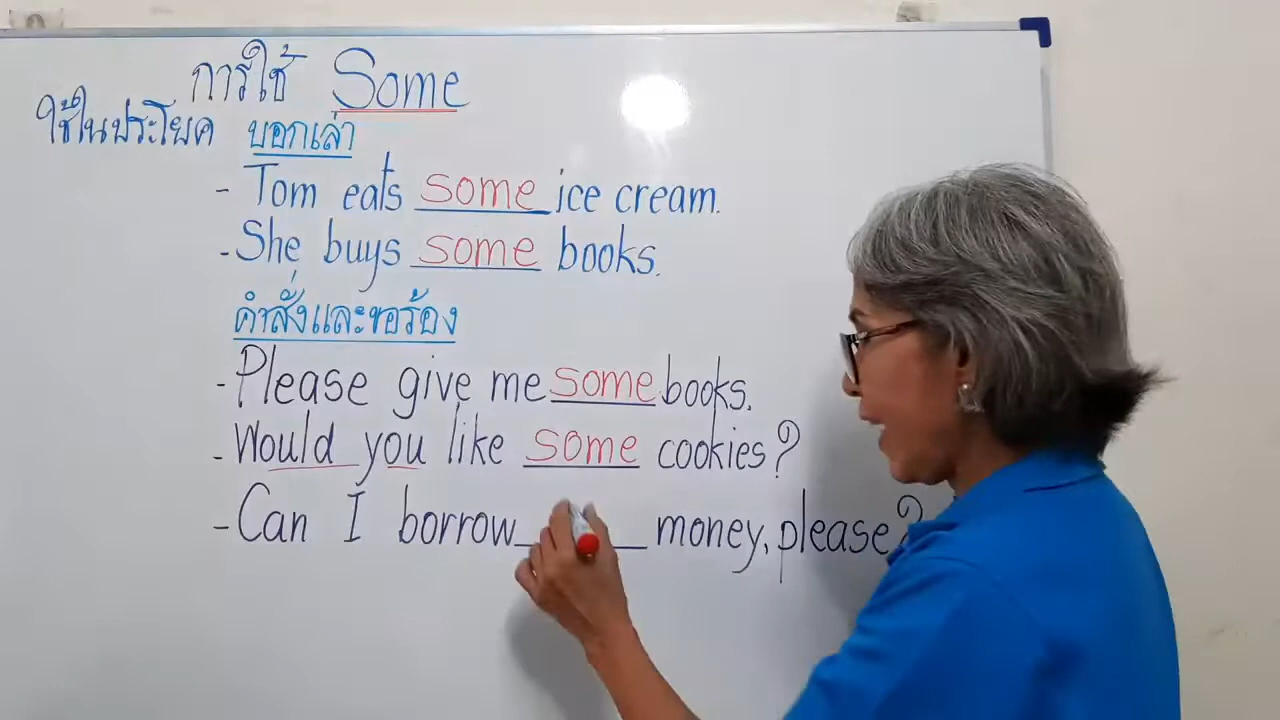 การใช้ Some
ใช้ในประโยค บอกเล่า
- Tom eats some ice cream.
- She buys some books.
คำสั่งและขอร้อง
- Please give me some books.
- Would you like some cookies?
- Can I borrow ______ money, please?